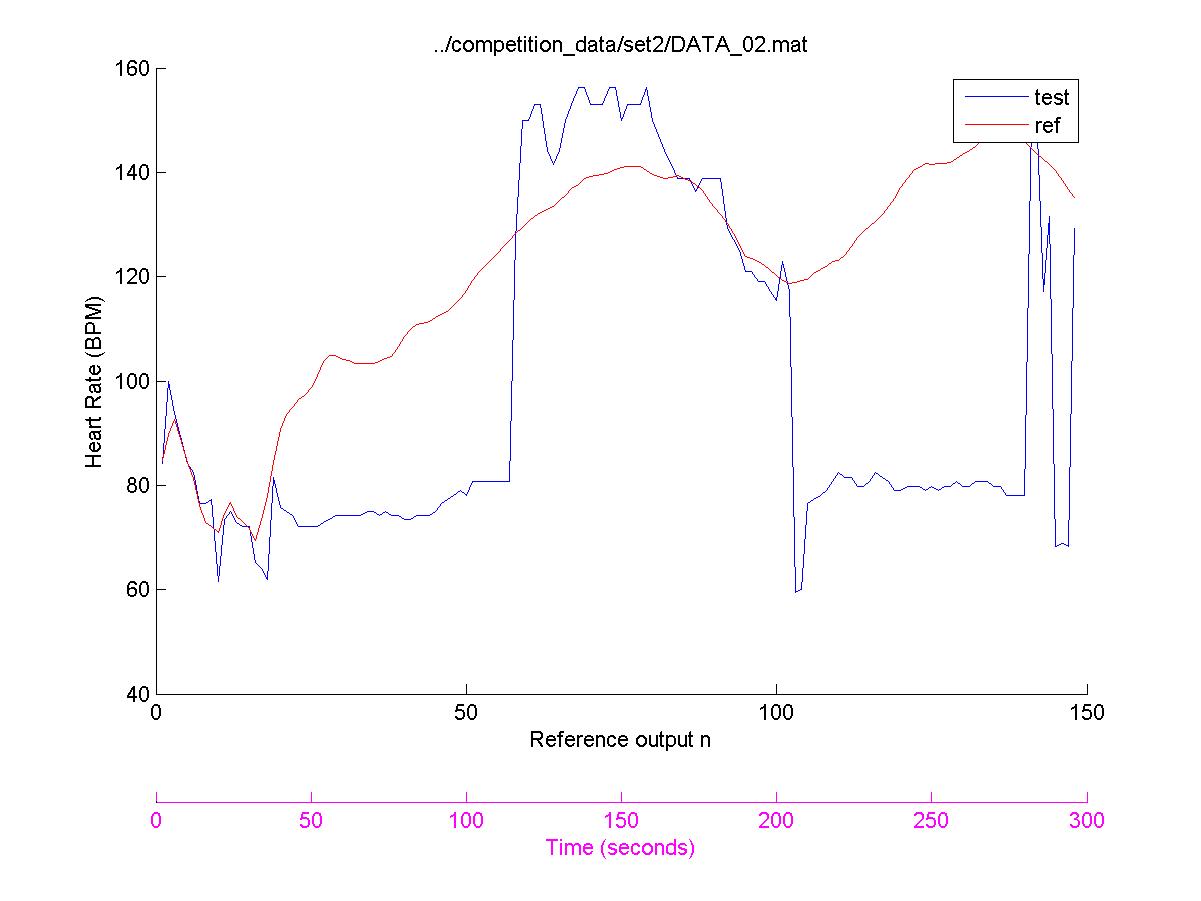 ../competition_data/set2/DATA_02.mat
160
140
120
100
80
60
40
Heart Rate (BPM)
test
ref
0 50 100 150
Reference output n
0 50 100 150 200 250 300
Time (seconds)